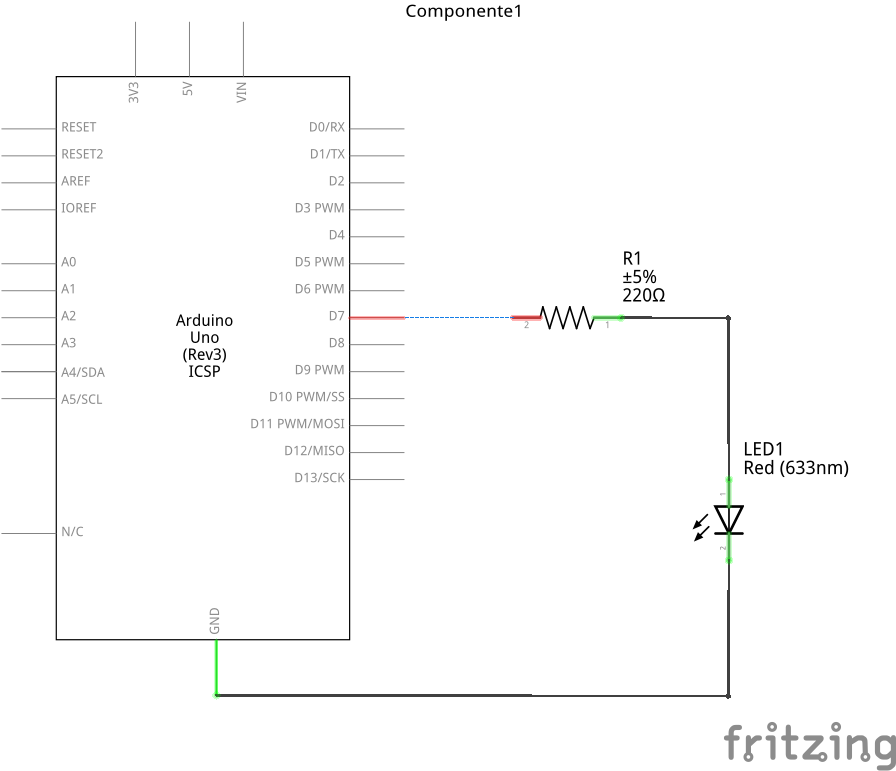 Componente1
3V3
5V
VIN
RESET
RESET2
AREF
IOREF
A0
A1
A2
A3
A4/SDA
A5/SCL
N/C
D0/RX
D1/TX
D2
D3 PWM
D4
D5 PWM
D6 PWM
D7
D8
D9 PWM
D10 PWM/SS
D11 PWM/MOSI
D12/MISO
D13/SCK
Arduino
Uno
(Rev3)
ICSP
GND
R1
±5%
220Ω
2
1
LED1
Red (633nm)
1
2
fritzing